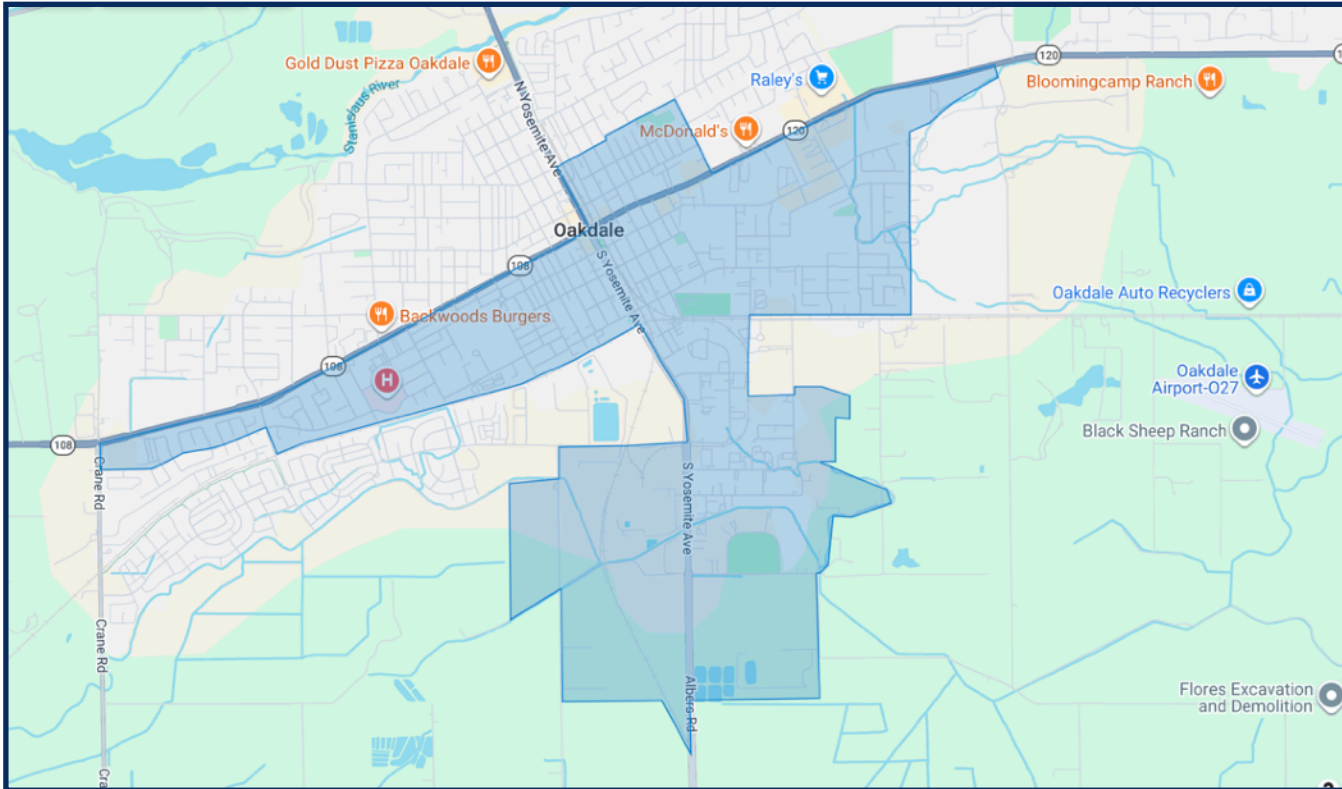 Gold Dust Pizza Oakdale
Stanislaus River
N Yosemite Ave
Raley's
McDonald's
120
120
Bloomingcamp Ranch
Oakdale
S Yosemite Ave
108
Backwoods Burgers
108
H
108
Crane Rd
Oakdale Auto Recyclers
Oakdale
Airport-O27
Black Sheep Ranch
S Yosemite Ave
Crane Rd
Albers Rd
Flores Excavation
and Demolition
Cra